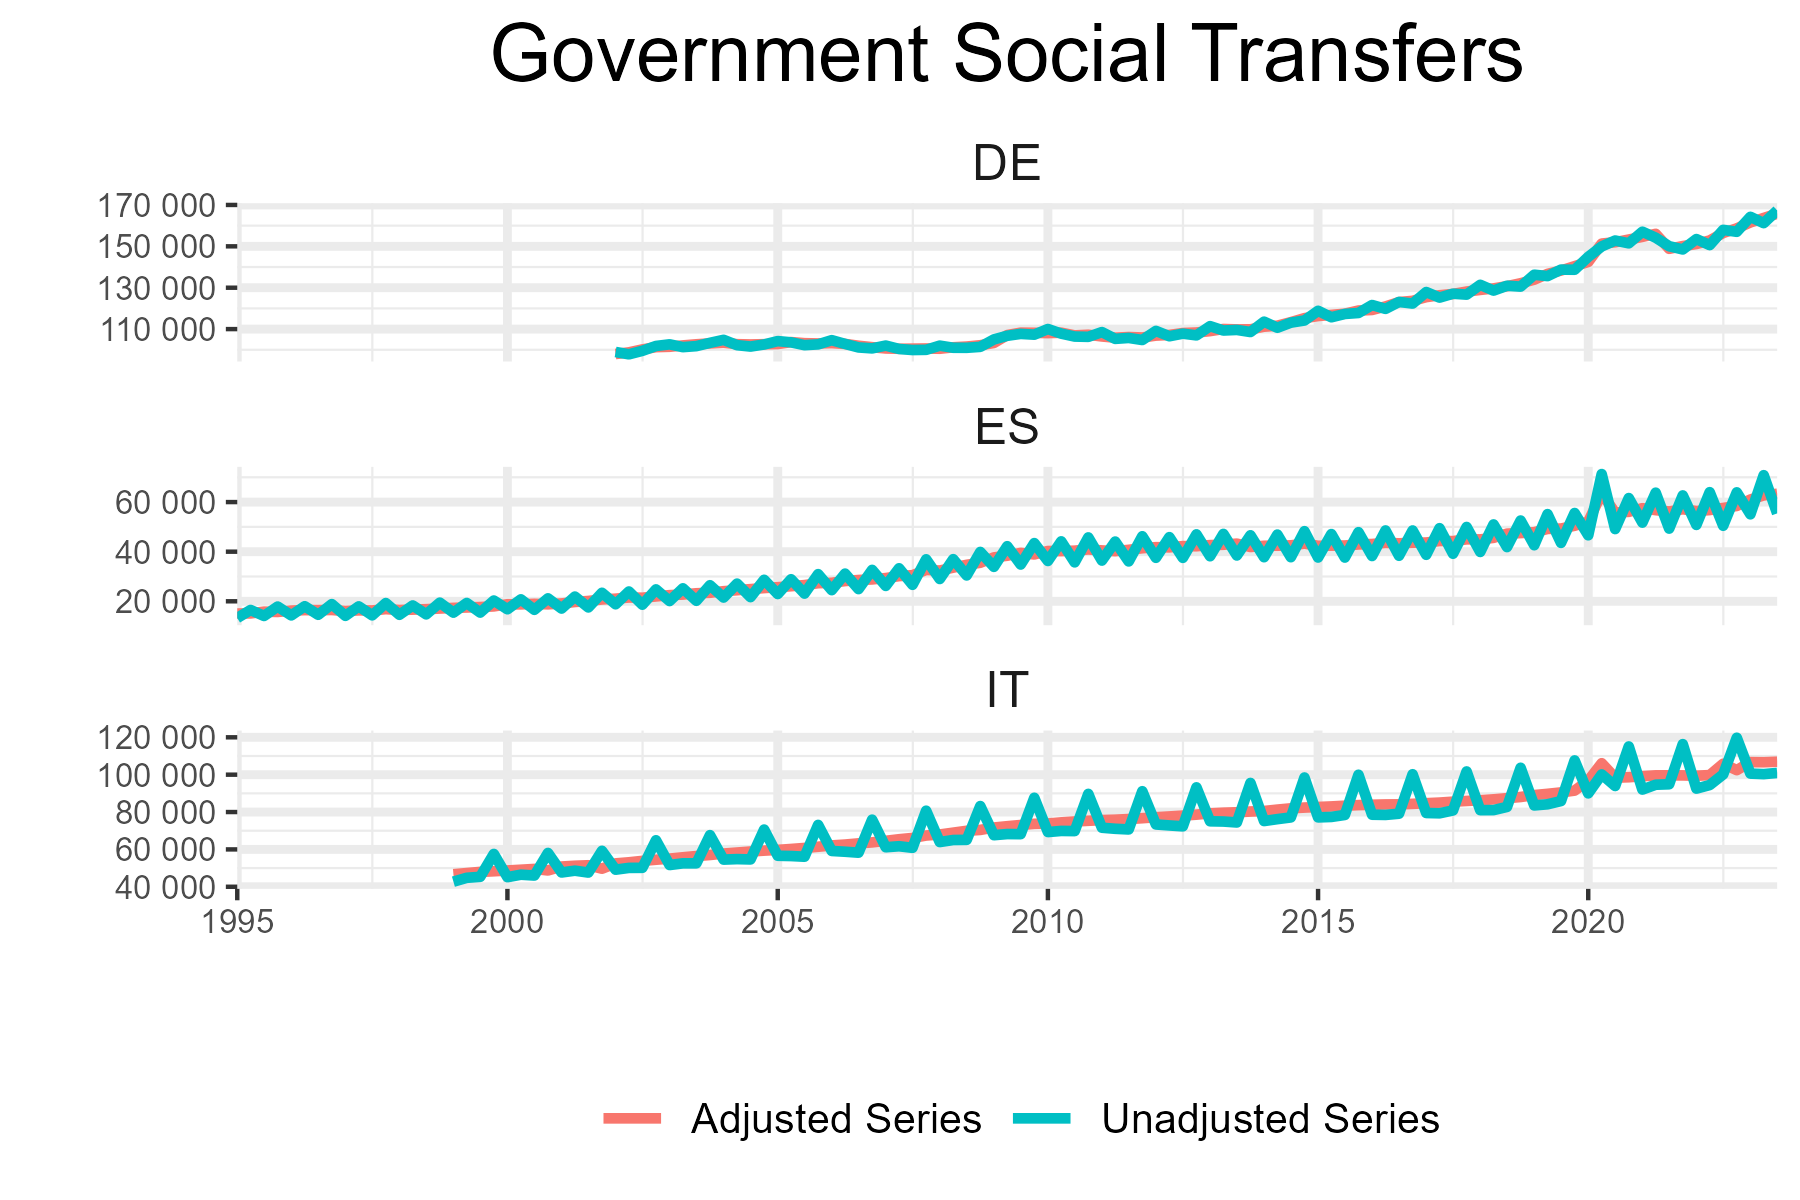 Government Social Transfers
DE
170 000
150 000
130 000
110 000
ES
60 000
40 000
20 000
IT
120 000
100 000
80 000
60 000
40 000
1995 2000 2005 2010 2015 2020
Adjusted Series Unadjusted Series